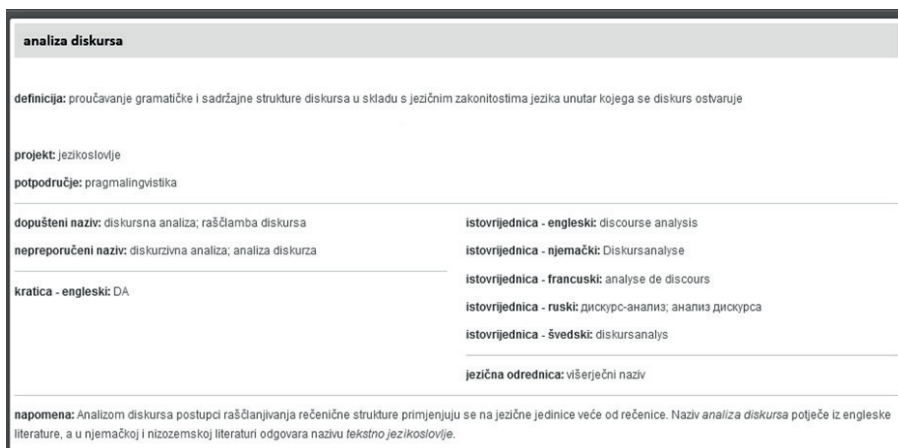 analiza diskursa
definicija: proučavanje gramatičke i sadržajne strukture diskursa u skladu s jezičnim zakonitostima jezika unutar kojega se diskurs ostvaruje
projekt: jezikoslovlje
potpodručje: pragmalingvistika
dopušteni naziv: diskursna analiza; raščlamba diskursa
nepreporučeni naziv: diskurzivna analiza; analiza diskurza
kratica - engleski: DA
istovrijednica - engleski: discourse analysis
istovrijednica - njemački: Diskursanalyse
istovrijednica - francuski: analyse de discours
istovrijednica - ruski: дискурс-анализ; анализ дискурса
istovrijednica - švedski: diskursanalys
jezična odrednica: višerječni naziv
napomena: Analizom diskursa postupci raščlanjivanja rečenične strukture primjenjuju se na jezične jedinice veće od rečenice. Naziv analiza diskursa potječe iz engleske
literature, a u njemačkoj i nizozemskoj literaturi odgovara nazivu tekstno jezikoslovlje.